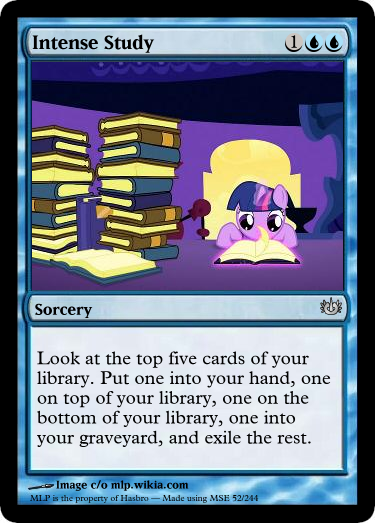 Intense Study 1
Sorcery
Look at the top five cards of your
library. Put one into your hand, one
on top of your library, one on the
bottom of your library, one into
your graveyard, and exile the rest.
Image c/o mlp.wikia.com
MLP is the property of Hasbro — Made using MSE 52/244